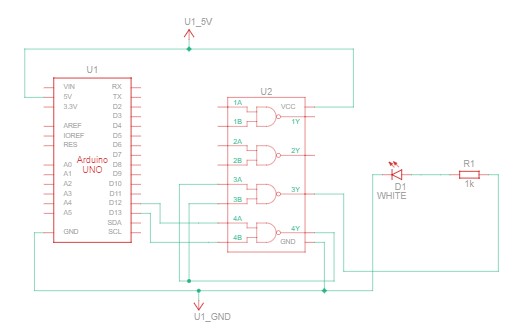 U1_5V
U1
U2
VIN RX
5V TX
3.3V D2
D3
AREF D4
IOREF D5
RES D6
D7
A0 D8
A1 D9
A2 D10
A3 D11
A4 D12
A5 D13
SDA
GND SCL
Arduino
UNO
1A VCC
1B 1Y
2A
2B 2Y
3A
3B 3Y
4A
4B 4Y
GND
D1
WHITE
R1
1k
U1_GND